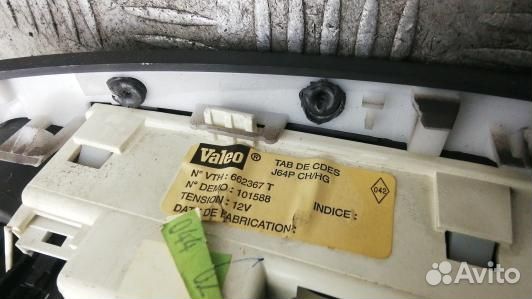 Valeo ®
TAB DE CDES
J64P CH/HG
N° VTH: 662367 T
N° DEMO: 101588
TENSION: 12V
INDICE:
DATE DE FABRICATION:
042
Avito